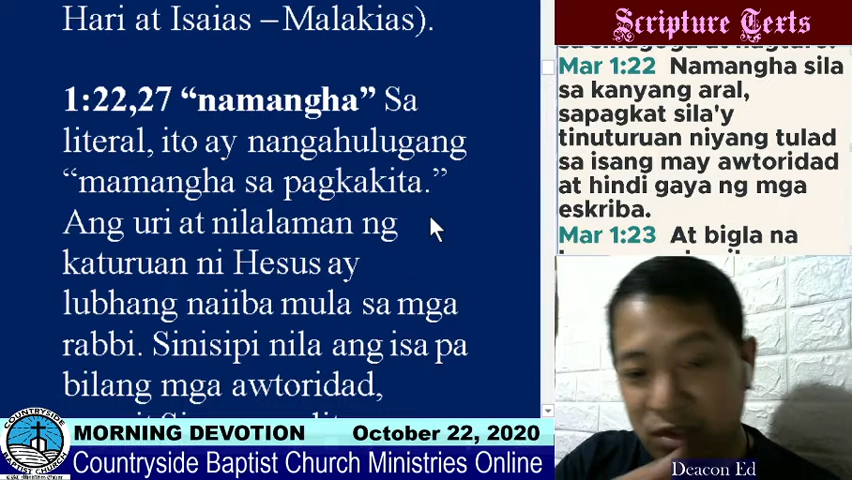 Hari at Isaias –Malakias).
1:22,27 “namangha” Sa
literal, ito ay nangahulugang
“mamangha sa pagkakita.”
Ang uri at nilalaman ng
katuruan ni Hesus ay
lubhang naiiba mula sa mga
rabbi. Sinisipi nila ang isa pa
bilang mga awtoridad,
Scripture Texts
Mar 1:22 Namangha sila
sa kanyang aral,
sapagkat sila'y
tinuturuan niyang tulad
sa isang may awtoridad
at hindi gaya ng mga
eskriba.
Mar 1:23 At bigla na
COUNTRYSIDE
BAPTIST CHURCH
MORNING DEVOTION October 22, 2020
Countryside Baptist Church Ministries Online
Deacon Ed